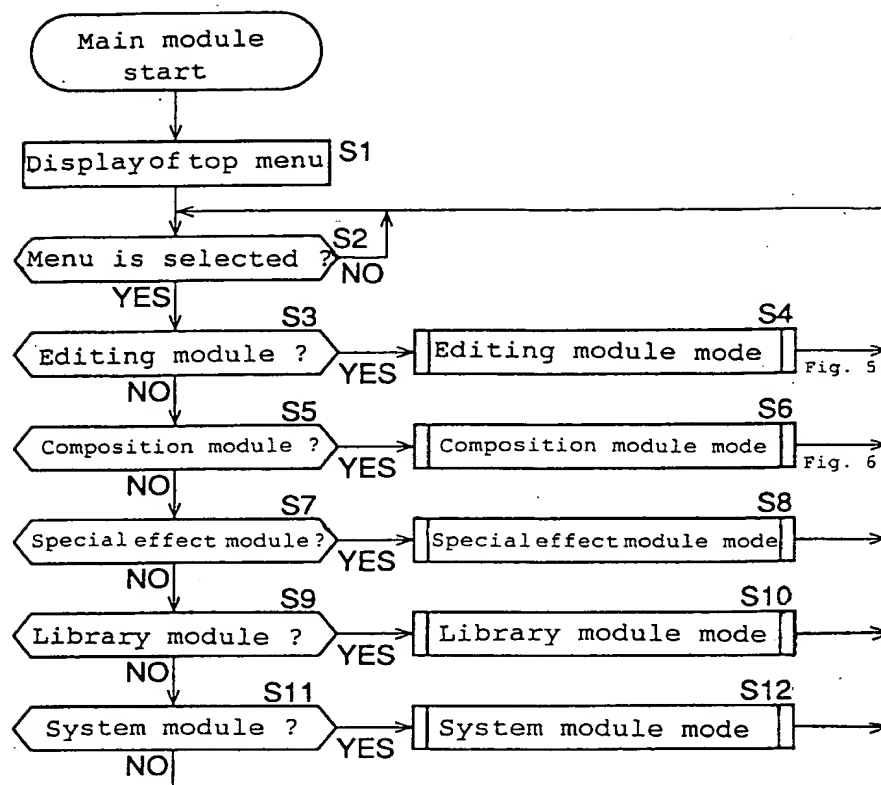 Main module
start
Display of top menu
S1
Menu is selected ?
S2
NO
YES
Editing module ?
S3
YES
Editing module mode
S4
Fig. 5
NO
Composition module ?
S5
YES
Composition module mode
S6
Fig. 6
NO
Special effect module ?
S7
YES
Special effect module mode
S8
NO
Library module ?
S9
YES
Library module mode
S10
NO
System module ?
S11
YES
System module mode
S12
NO